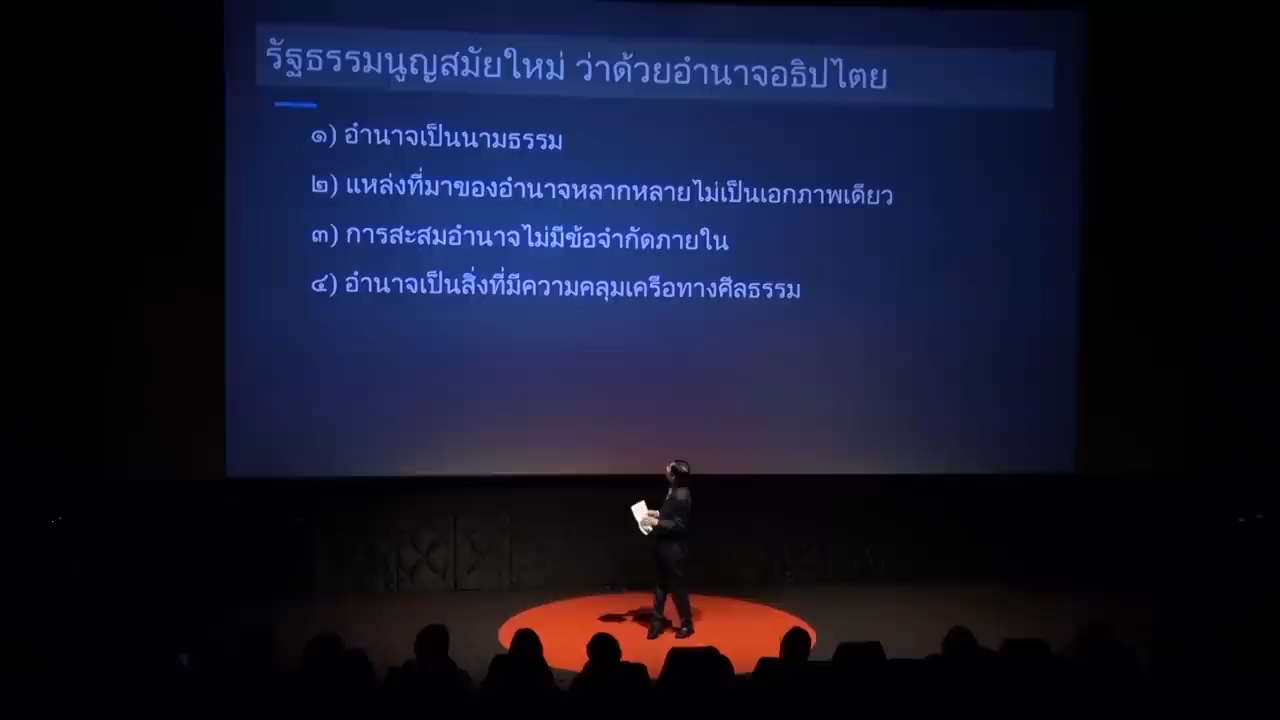 รัฐธรรมนูญสมัยใหม่ ว่าด้วยอำนาจอธิปไตย
๑) อำนาจเป็นนามธรรม
๒) แหล่งที่มาของอำนาจหลากหลายไม่เป็นเอกภาพเดียว
๓) การสะสมอำนาจไม่มีข้อจำกัดภายใน
๔) อำนาจเป็นสิ่งที่มีความคลุมเครือทางศีลธรรม